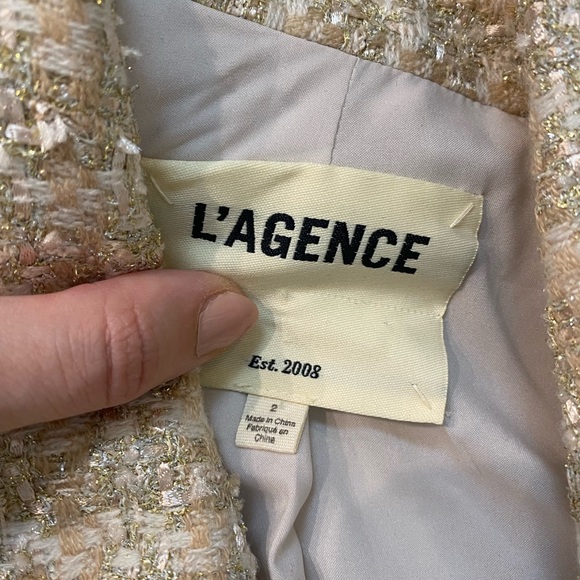 L'AGENCE
Est. 2008
2
Made in China
Fabriqué en
Chine